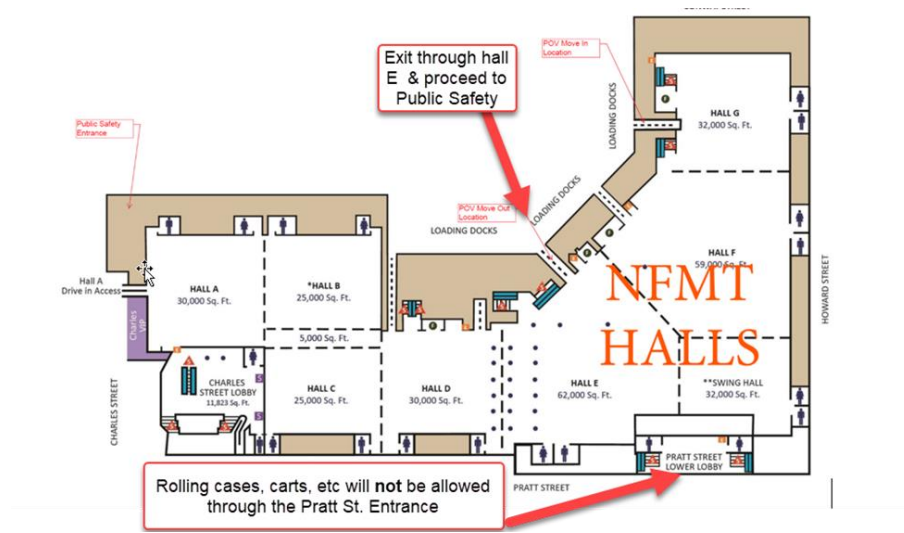 Exit through hall
E & proceed to
Public Safety
POV Move In
Location
LOADING DOCKS
HALL G
32,000 Sq. Ft.
Public Safety
Entrance
POV Move Out
Location
LOADING DOCKS
LOADING DOCKS
HALL F
59,000 Sq. Ft.
NFMT
HALLS
HOWARD STREET
Hall A
Drive in Access
HALL A
30,000 Sq. Ft.
*HALL B
25,000 Sq. Ft.
5,000 Sq. Ft.
Charles
VIP
CHARLES STREET
CHARLES
STREET LOBBY
11,823 Sq. Ft.
S
S
HALL C
25,000 Sq. Ft.
HALL D
30,000 Sq. Ft.
HALL E
62,000 Sq. Ft.
**SWING HALL
32,000 Sq. Ft.
PRATT STREET
LOWER LOBBY
PRATT STREET
Rolling cases, carts, etc will not be allowed
through the Pratt St. Entrance